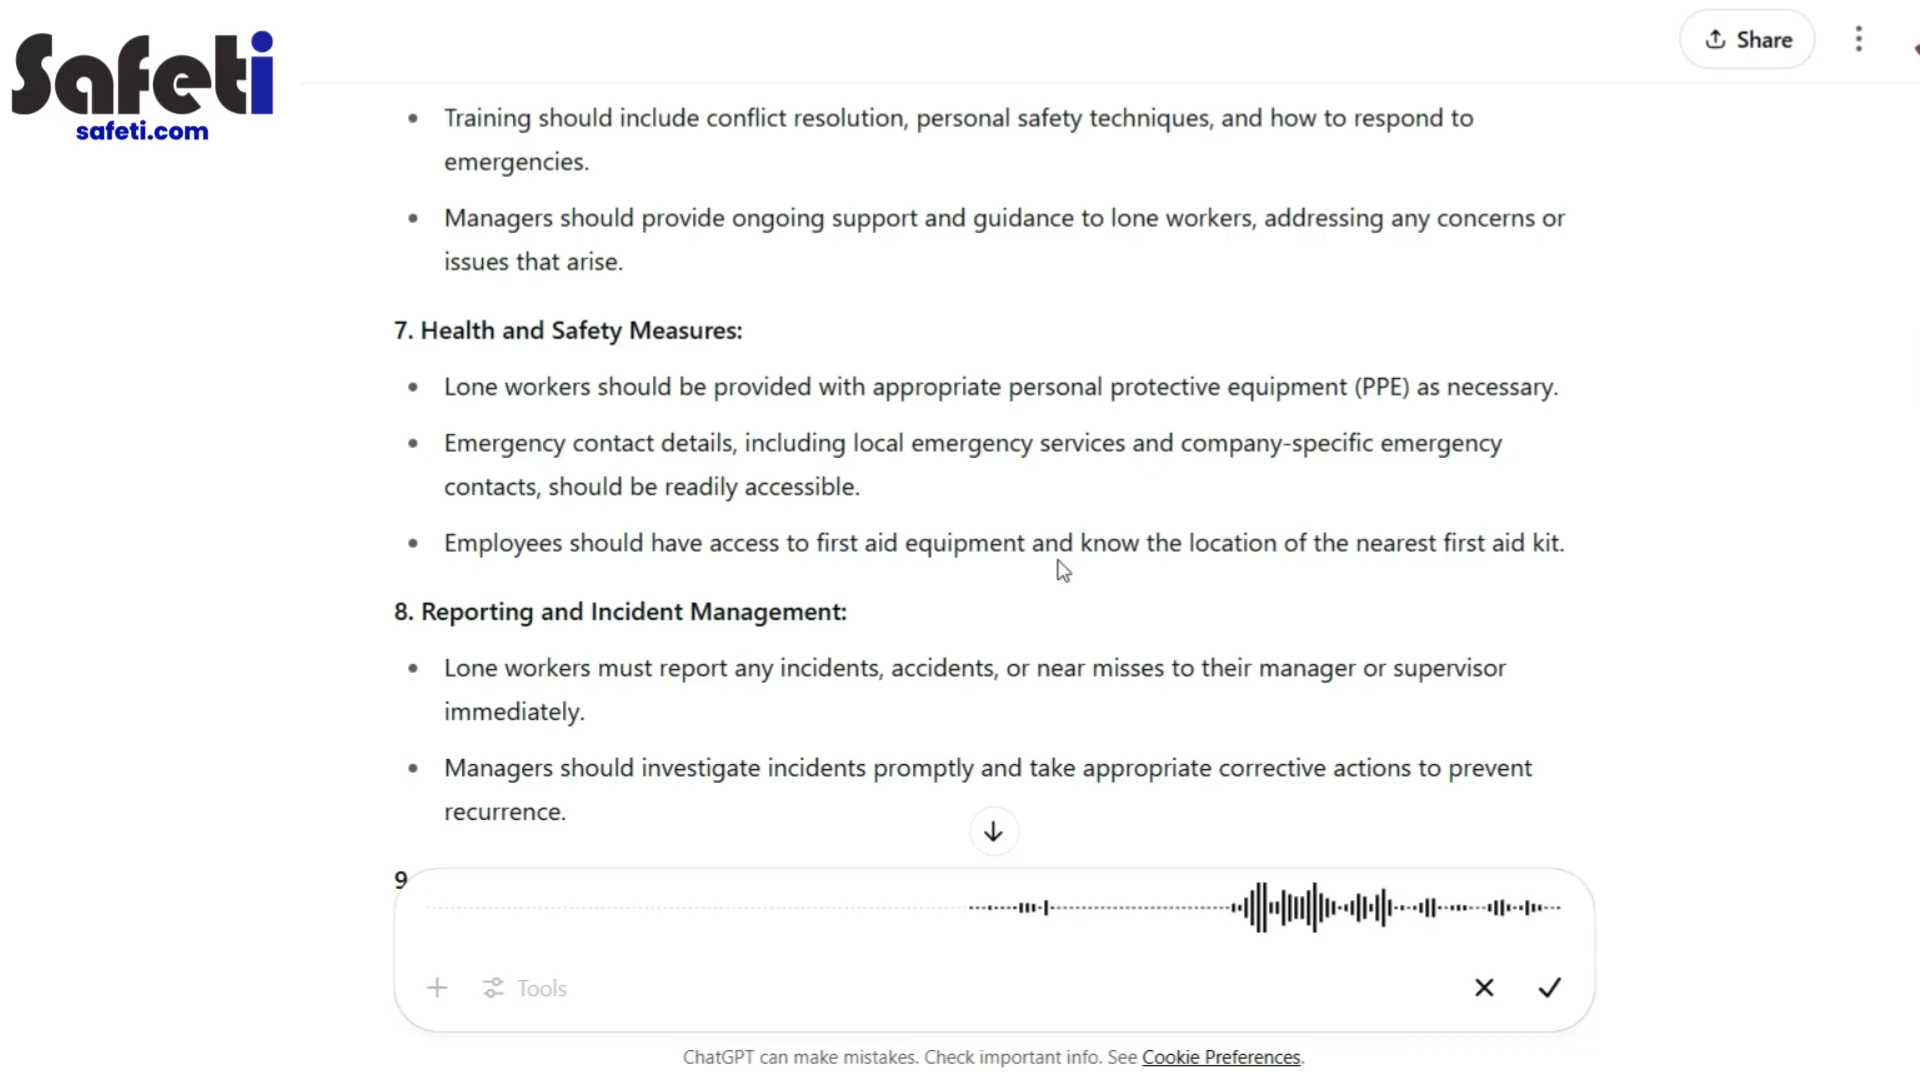 Safeti
safeti.com
Share
Training should include conflict resolution, personal safety techniques, and how to respond to
emergencies.
Managers should provide ongoing support and guidance to lone workers, addressing any concerns or
issues that arise.
7. Health and Safety Measures:
Lone workers should be provided with appropriate personal protective equipment (PPE) as necessary.
Emergency contact details, including local emergency services and company-specific emergency
contacts, should be readily accessible.
Employees should have access to first aid equipment and know the location of the nearest first aid kit.
8. Reporting and Incident Management:
Lone workers must report any incidents, accidents, or near misses to their manager or supervisor
immediately.
Managers should investigate incidents promptly and take appropriate corrective actions to prevent
recurrence.
9
Tools
ChatGPT can make mistakes. Check important info. See Cookie Preferences.